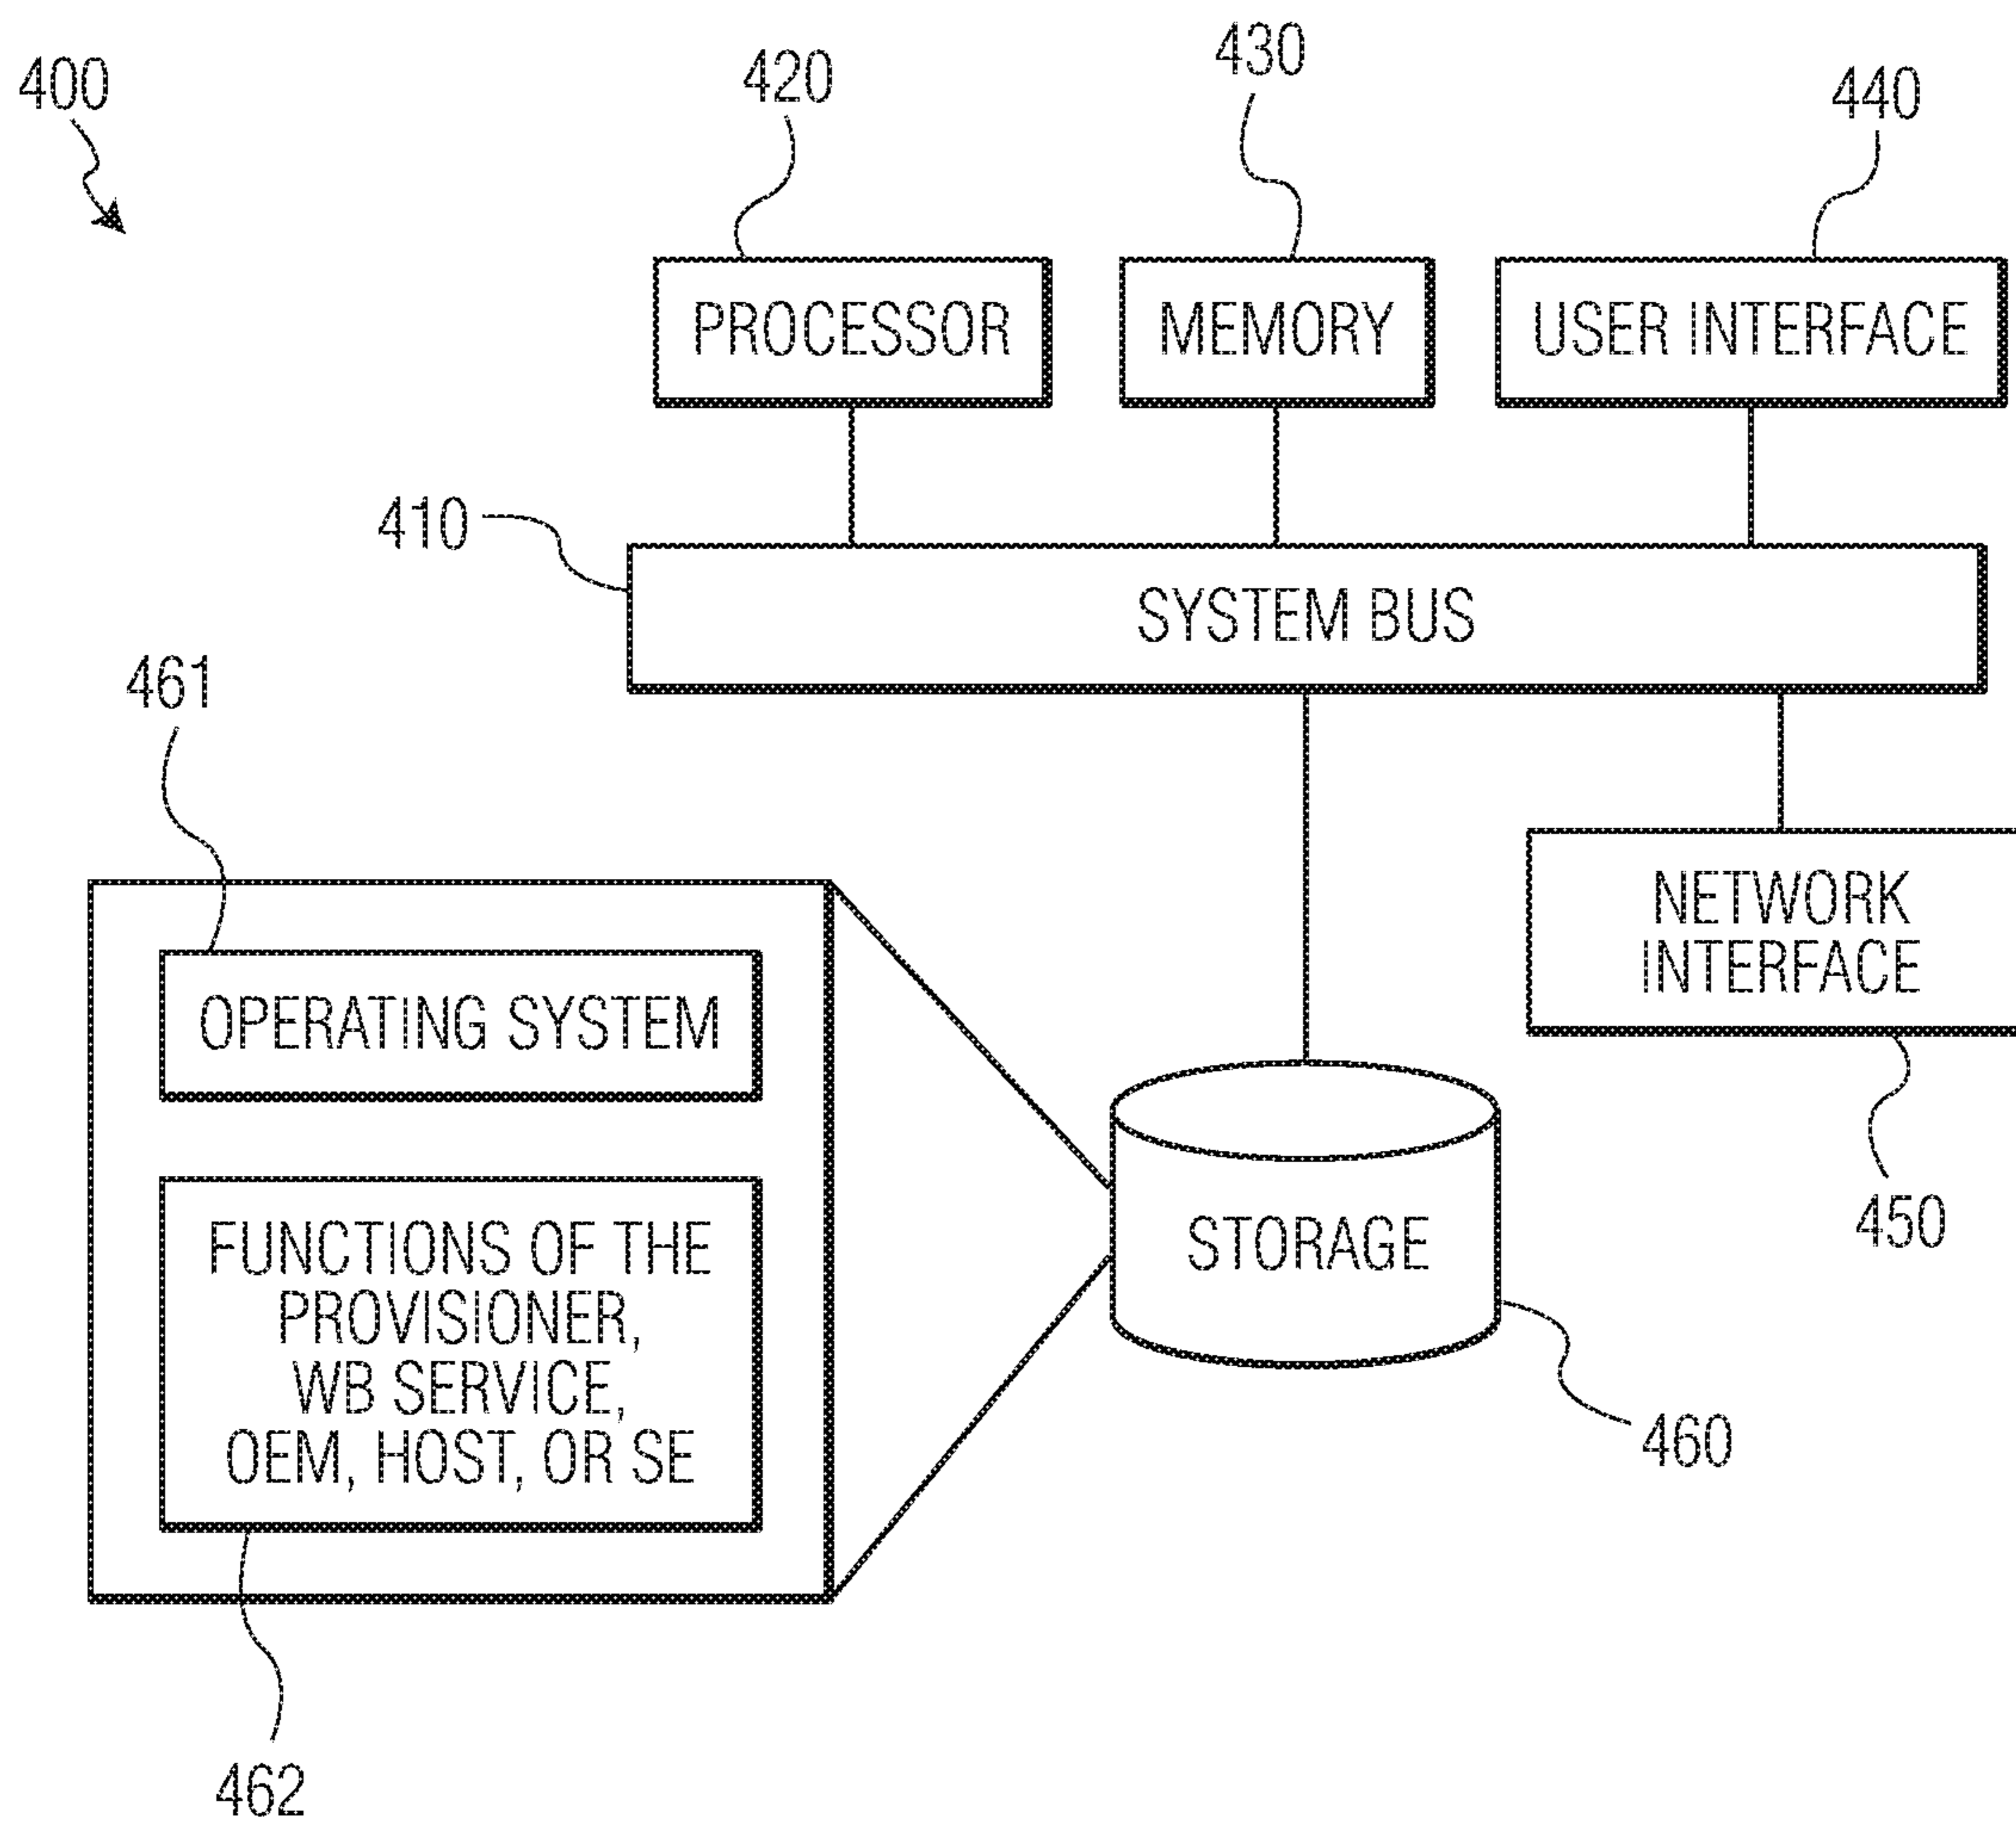 400
420
430
440
PROCESSOR
MEMORY
USER INTERFACE
410
SYSTEM BUS
461
NETWORK
INTERFACE
450
OPERATING SYSTEM
FUNCTIONS OF THE
PROVISIONER,
WB SERVICE,
OEM, HOST, OR SE
462
STORAGE
460